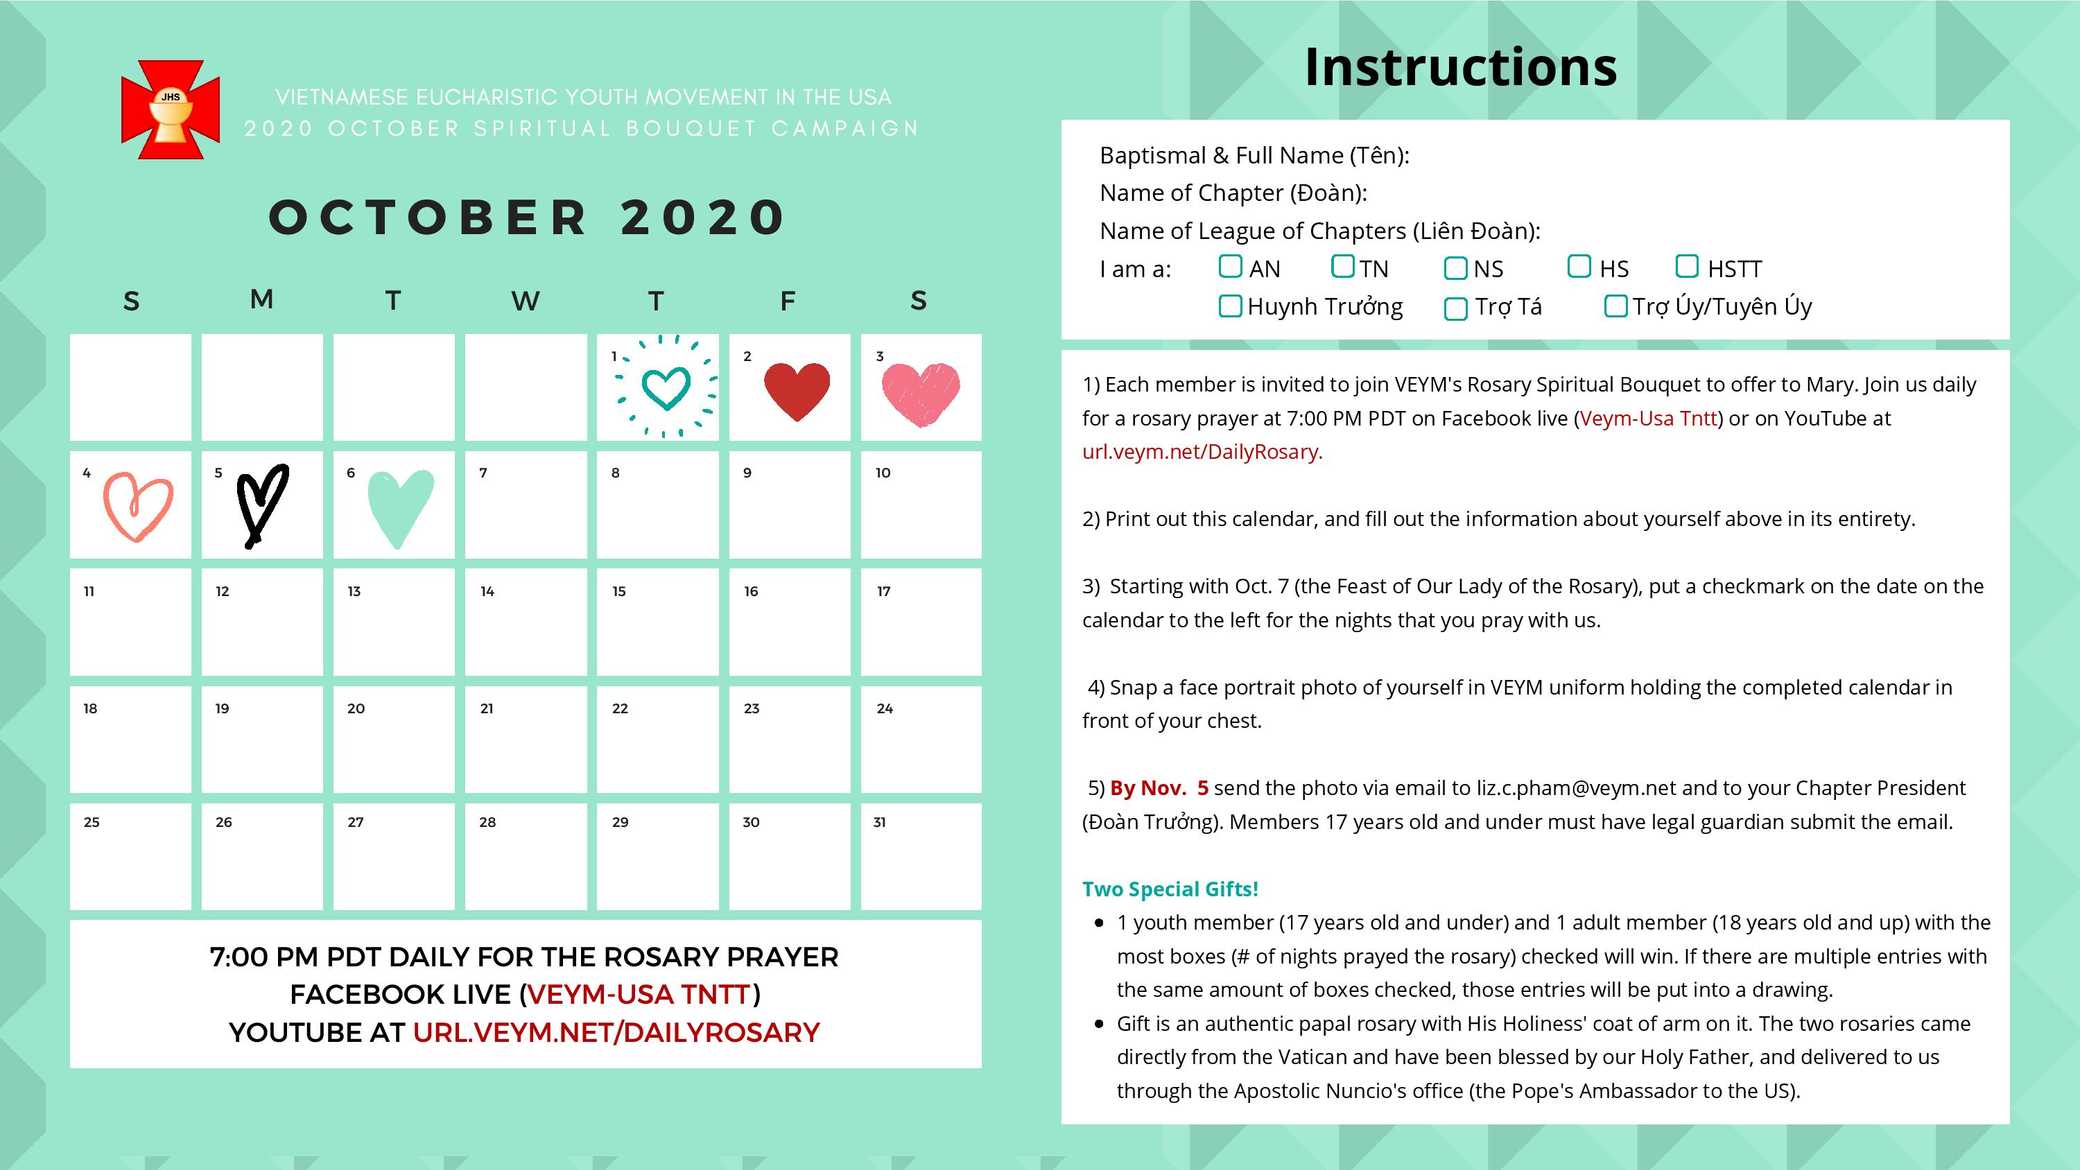 JHS
VIETNAMESE EUCHARISTIC YOUTH MOVEMENT IN THE USA
2020 OCTOBER SPIRITUAL BOUQUET CAMPAIGN
OCTOBER 2020
S M T W T F S
1 2 3
4 5 6 7 8 9 10
11 12 13 14 15 16 17
18 19 20 21 22 23 24
25 26 27 28 29 30 31
7:00 PM PDT DAILY FOR THE ROSARY PRAYER
FACEBOOK LIVE (VEYM-USA TNTT)
YOUTUBE AT URL.VEYM.NET/DAILYROSARY
Instructions
Baptismal & Full Name (Tên):
Name of Chapter (Đoàn):
Name of League of Chapters (Liên Đoàn):
I am a: AN TN NS HS HSTT
Huynh Trưởng Trợ Tá Trợ Úy/Tuyên Úy
1) Each member is invited to join VEYM's Rosary Spiritual Bouquet to offer to Mary. Join us daily
for a rosary prayer at 7:00 PM PDT on Facebook live (Veym-Usa Tntt) or on YouTube at
url.veym.net/DailyRosary.
2) Print out this calendar, and fill out the information about yourself above in its entirety.
3) Starting with Oct. 7 (the Feast of Our Lady of the Rosary), put a checkmark on the date on the
calendar to the left for the nights that you pray with us.
4) Snap a face portrait photo of yourself in VEYM uniform holding the completed calendar in
front of your chest.
5) By Nov. 5 send the photo via email to liz.c.pham@veym.net and to your Chapter President
(Đoàn Trưởng). Members 17 years old and under must have legal guardian submit the email.
Two Special Gifts!
• 1 youth member (17 years old and under) and 1 adult member (18 years old and up) with the
most boxes (# of nights prayed the rosary) checked will win. If there are multiple entries with
the same amount of boxes checked, those entries will be put into a drawing.
• Gift is an authentic papal rosary with His Holiness' coat of arm on it. The two rosaries came
directly from the Vatican and have been blessed by our Holy Father, and delivered to us
through the Apostolic Nuncio's office (the Pope's Ambassador to the US).